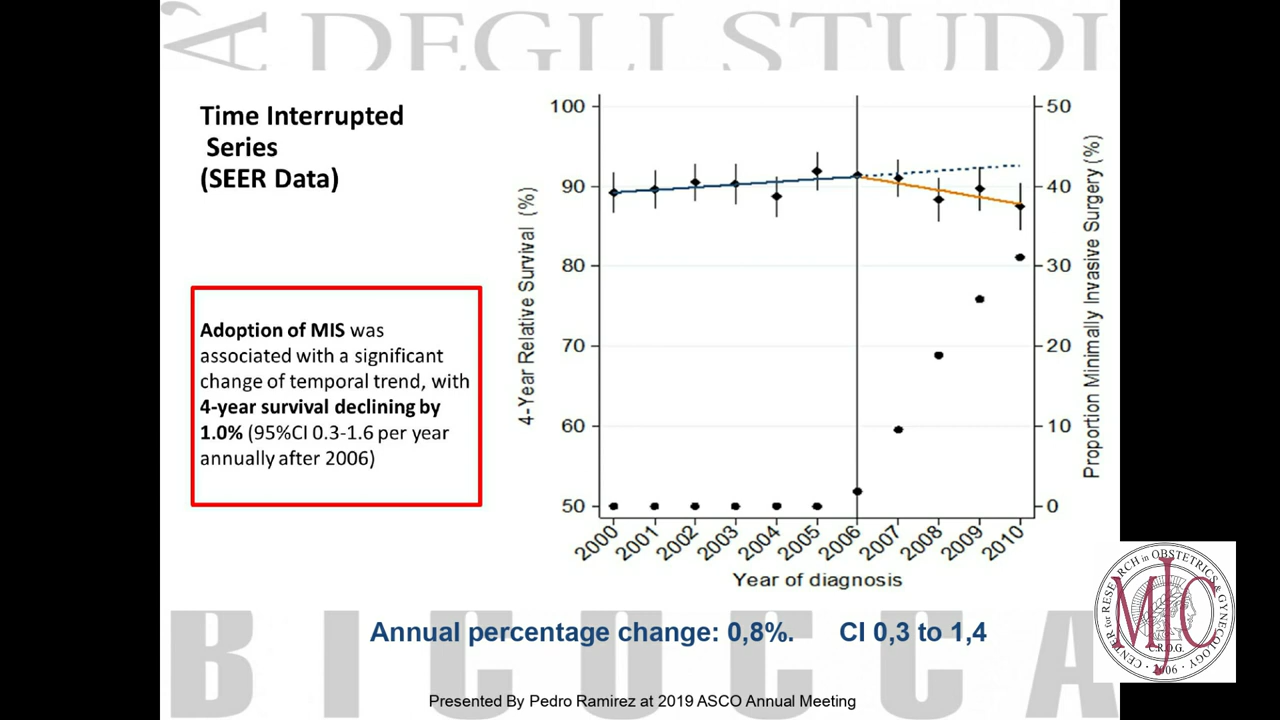 A DEGLI STUDI
Time Interrupted
Series
(SEER Data)
Adoption of MIS was
associated with a significant
change of temporal trend, with
4-year survival declining by
1.0% (95%CI 0.3-1.6 per year
annually after 2006)
4-Year Relative Survival (%)
100
90
80
70
60
50
Proportion Minimally Invasive Surgery (%)
50
40
30
20
10
0
2000 2001 2002 2003 2004 2005 2006 2007 2008 2009 2010
Year of diagnosis
BICOCCA
Annual percentage change: 0,8%. CI 0,3 to 1,4
Presented By Pedro Ramirez at 2019 ASCO Annual Meeting
CENTER for RESEARCH in OBSTETRICS & GYNECOLOGY
MJC
C.R.D.G.
2006